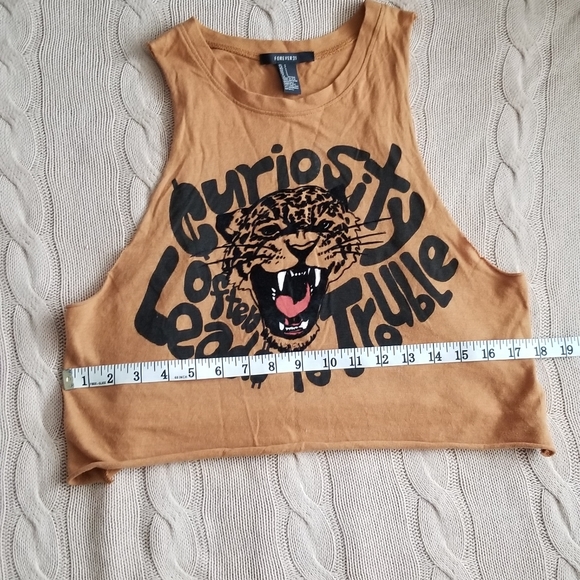 FOREVER 21
Curiosity
Often
Leads to Trouble
1 2 3 4 5 6 7 8 9 10 11 12 13 14 15 16 17 18 19